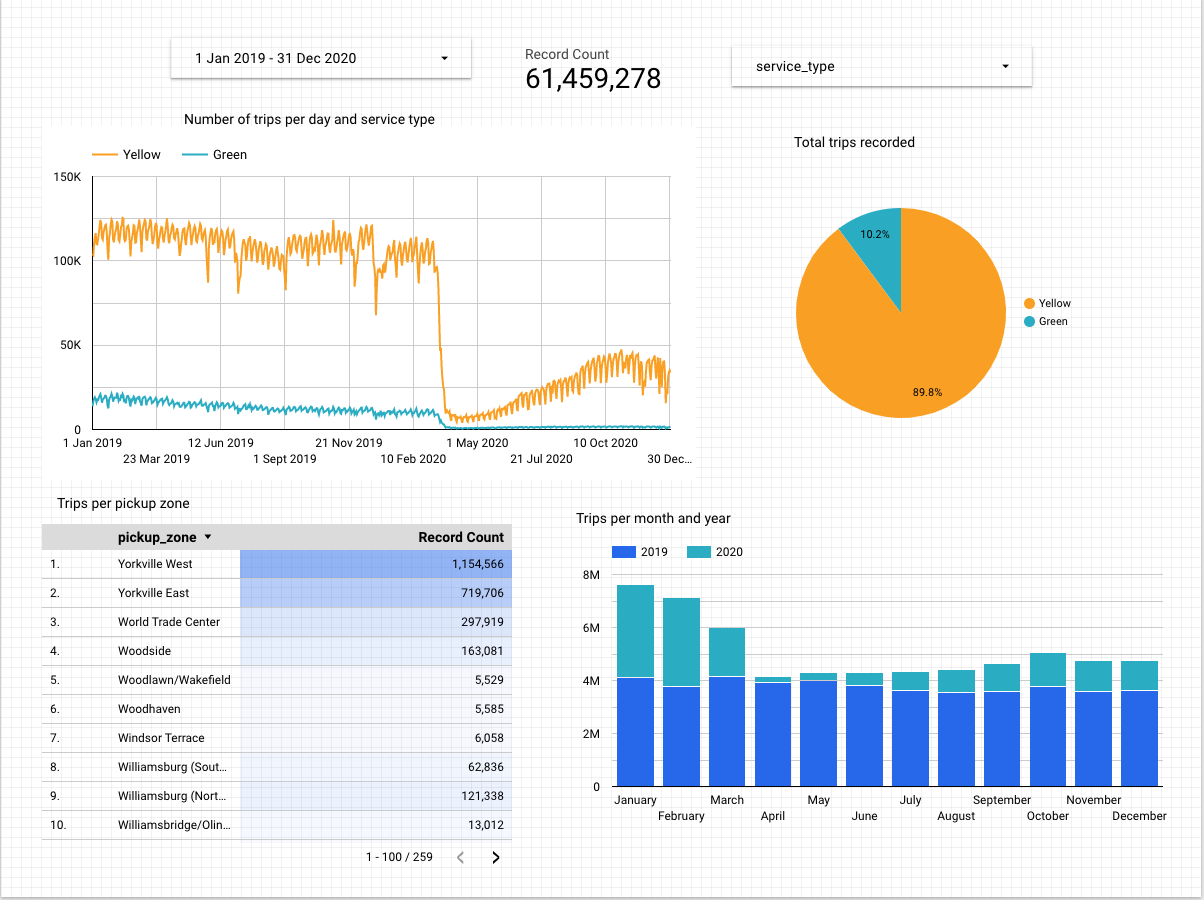 1 Jan 2019 - 31 Dec 2020
Record Count
61,459,278
service_type
Number of trips per day and service type
Yellow Green
150K
100K
50K
0
1 Jan 2019 12 Jun 2019 21 Nov 2019 1 May 2020 10 Oct 2020
23 Mar 2019 1 Sept 2019 10 Feb 2020 21 Jul 2020 30 Dec...
Total trips recorded
10.2%
89.8%
Yellow
Green
Trips per pickup zone
pickup_zone Record Count
1. Yorkville West 1,154,566
2. Yorkville East 719,706
3. World Trade Center 297,919
4. Woodside 163,081
5. Woodlawn/Wakefield 5,529
6. Woodhaven 5,585
7. Windsor Terrace 6,058
8. Williamsburg (Sout... 62,836
9. Williamsburg (Nort... 121,338
10. Williamsbridge/Olin... 13,012
1 - 100 / 259
Trips per month and year
2019 2020
8M
6M
4M
2M
0
January March May July September November
February April June August October December